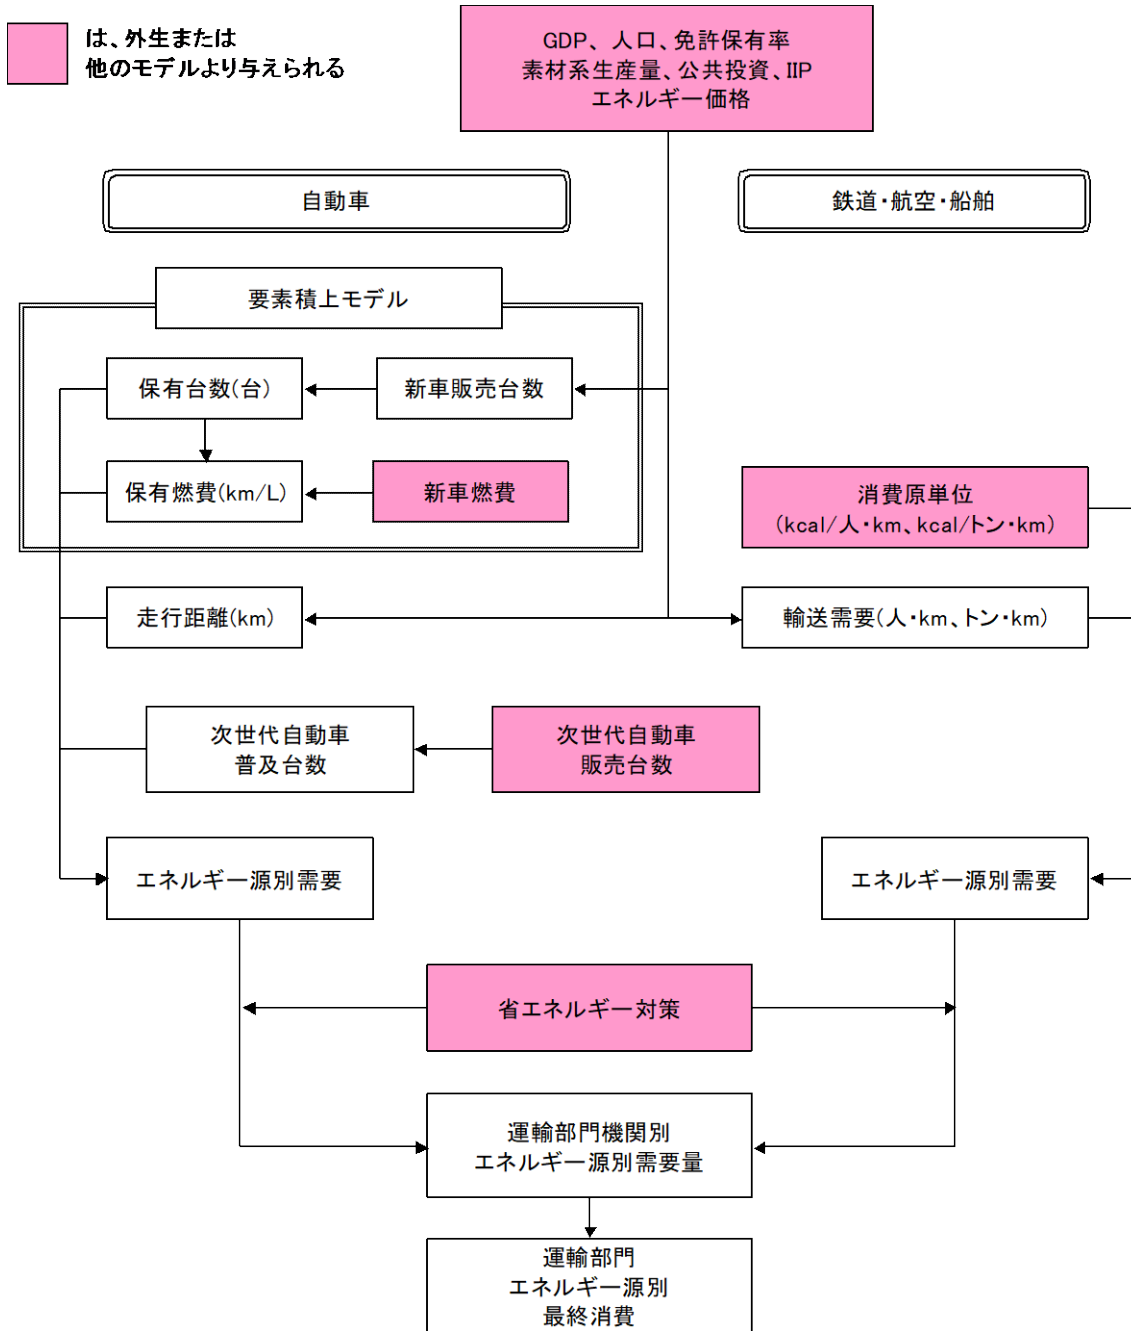 は、外生または
他のモデルより与えられる
GDP、人口、免許保有率
素材系生産量、公共投資、IIP
エネルギー価格
自動車
鉄道・航空・船舶
要素積上モデル
保有台数(台)
新車販売台数
保有燃費(km/L)
新車燃費
消費原単位
(kcal/人・km、kcal/トン・km)
走行距離(km)
輸送需要(人・km、トン・km)
次世代自動車
普及台数
次世代自動車
販売台数
エネルギー源別需要
エネルギー源別需要
省エネルギー対策
運輸部門機関別
エネルギー源別需要量
運輸部門
エネルギー源別
最終消費